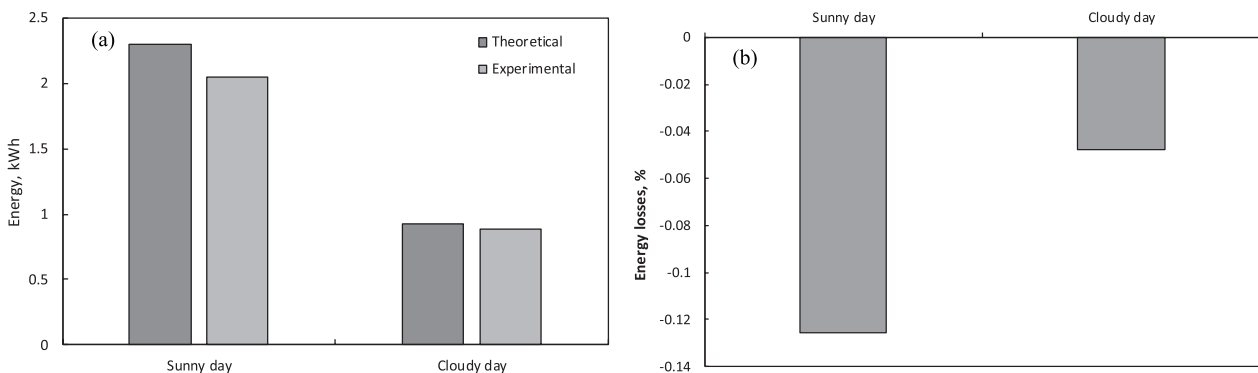 2.5
(a)
Theoretical
Experimental
2
1.5
1
0.5
0
Energy, kWh
Sunny day
Cloudy day
Sunny day
Cloudy day
0
(b)
-0.02
-0.04
-0.06
-0.08
-0.1
-0.12
-0.14
Energy losses, %